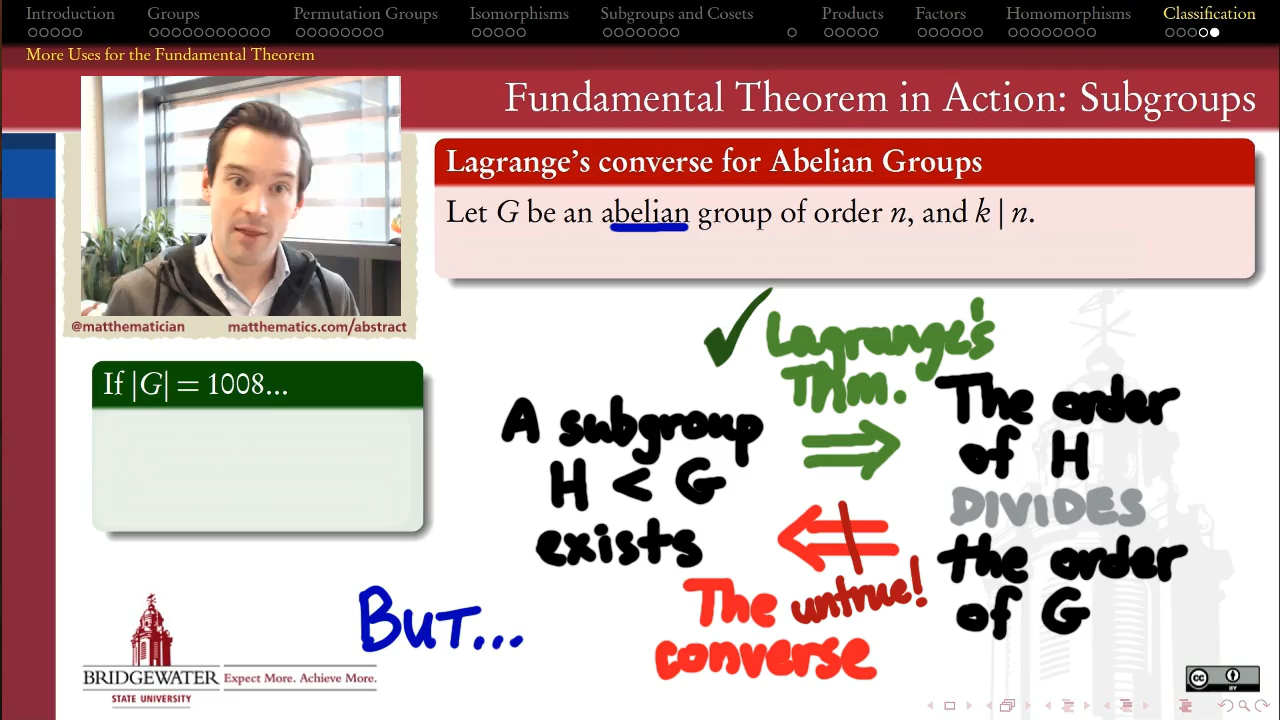 Introduction Groups Permutation Groups Isomorphisms Subgroups and Cosets Products Factors Homomorphisms Classification
More Uses for the Fundamental Theorem
Fundamental Theorem in Action: Subgroups
Lagrange's converse for Abelian Groups
Let G be an abelian group of order n, and k | n.
@matthematician matthematics.com/abstract
If |G| = 1008...
✓ Lagrange's
Thm.
A subgroup
H < G
exists
⇒
The order
of H
DIVIDES
the order
of G
The untrue!
converse
But...
BRIDGEWATER
STATE UNIVERSITY
Expect More. Achieve More.
CC BY